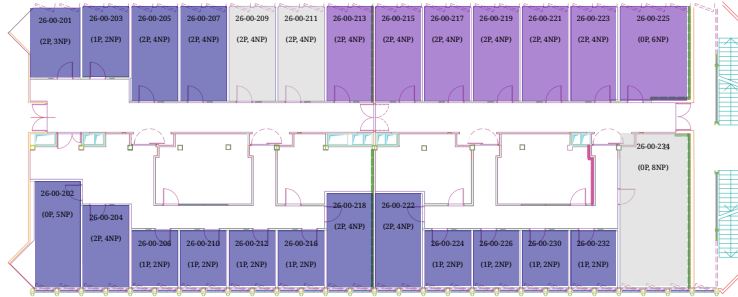 26-00-201
(2P, 3NP)
26-00-203
(1P, 2NP)
26-00-205
(2P, 4NP)
26-00-207
(2P, 4NP)
26-00-209
(2P, 4NP)
26-00-211
(2P, 4NP)
26-00-213
(2P, 4NP)
26-00-215
(2P, 4NP)
26-00-217
(2P, 4NP)
26-00-219
(2P, 4NP)
26-00-221
(2P, 4NP)
26-00-223
(2P, 4NP)
26-00-225
(0P, 6NP)
26-00-234
(0P, 8NP)
26-00-202
(0P, 5NP)
26-00-204
(2P, 4NP)
26-00-206
(1P, 2NP)
26-00-210
(1P, 2NP)
26-00-212
(1P, 2NP)
26-00-216
(1P, 2NP)
26-00-218
(2P, 4NP)
26-00-222
(2P, 4NP)
26-00-224
(1P, 2NP)
26-00-226
(1P, 2NP)
26-00-230
(1P, 2NP)
26-00-232
(1P, 2NP)